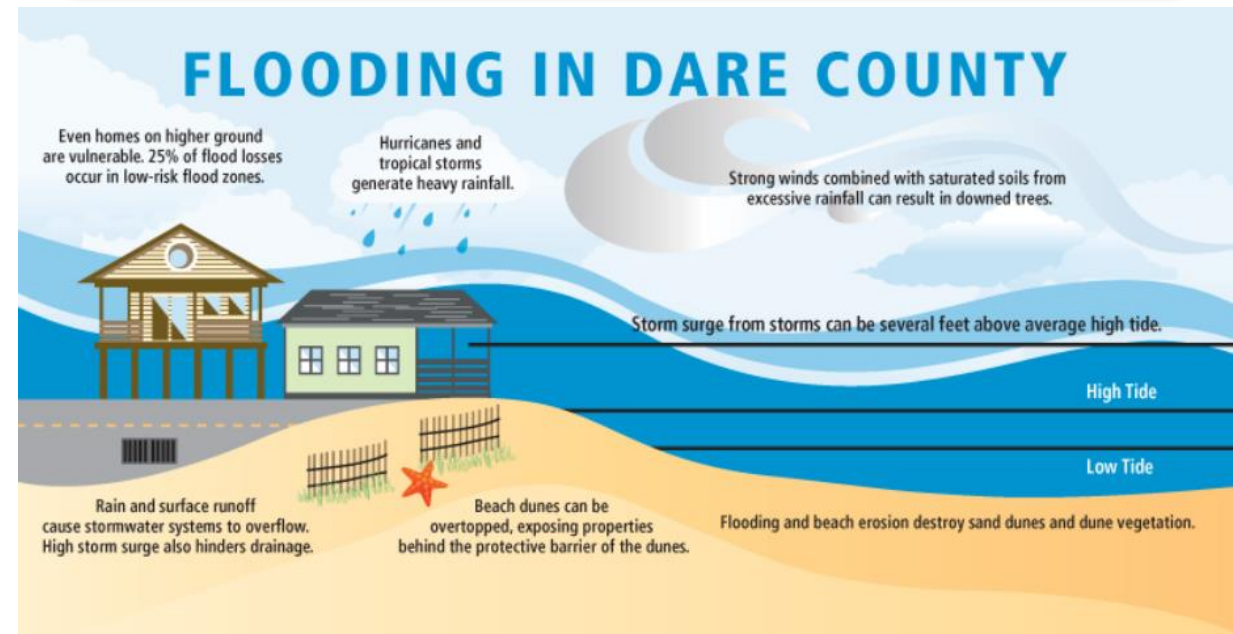 FLOODING IN DARE COUNTY
Even homes on higher ground
are vulnerable. 25% of flood losses
occur in low-risk flood zones.
Hurricanes and
tropical storms
generate heavy rainfall.
Strong winds combined with saturated soils from
excessive rainfall can result in downed trees.
Storm surge from storms can be several feet above average high tide.
High Tide
Low Tide
Rain and surface runoff
cause stormwater systems to overflow.
High storm surge also hinders drainage.
Beach dunes can be
overtopped, exposing properties
behind the protective barrier of the dunes.
Flooding and beach erosion destroy sand dunes and dune vegetation.